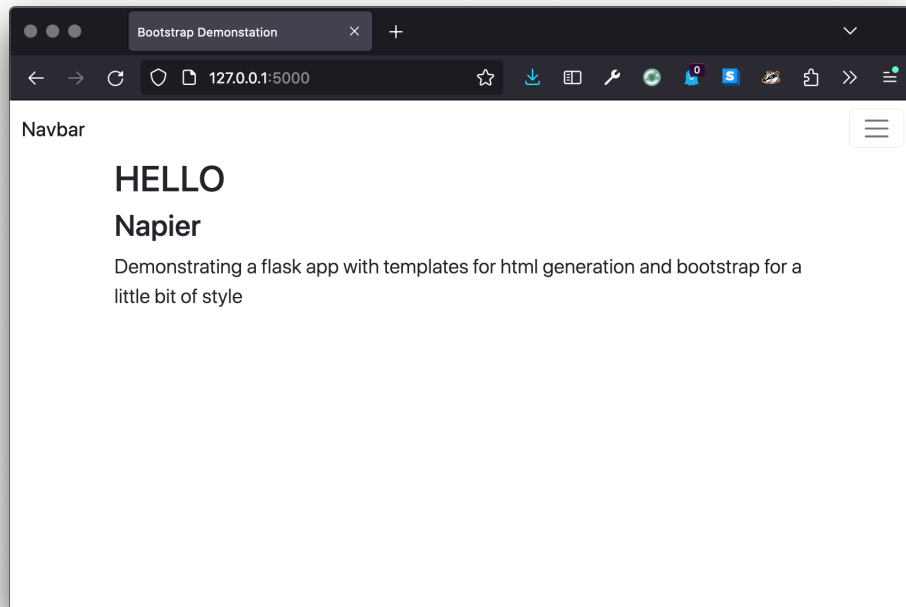 Bootstrap Demonstation
127.0.0.1:5000
0
S
Navbar
HELLO
Napier
Demonstrating a flask app with templates for html generation and bootstrap for a
little bit of style